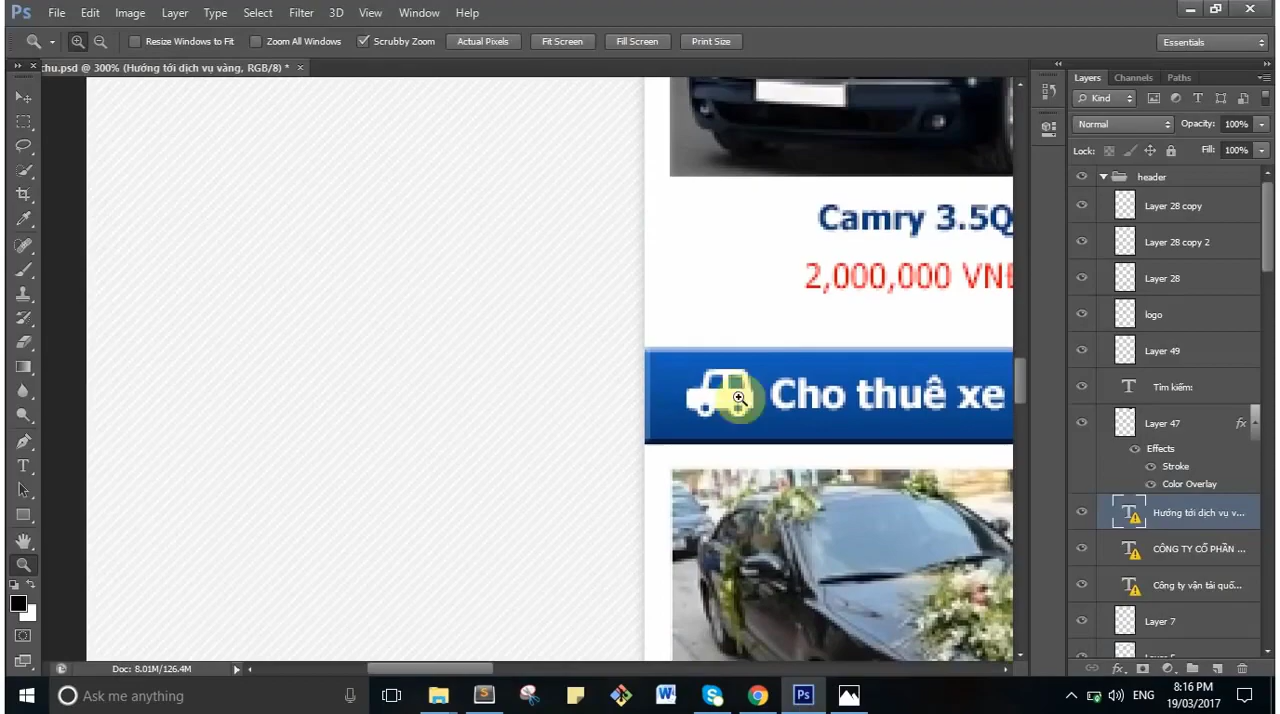 Ps File Edit Image Layer Type Select Filter 3D View Window Help
Resize Windows to Fit Zoom All Windows Scrubby Zoom Actual Pixels Fit Screen Fill Screen Print Size Essentials
chu.psd @ 300% (Hướng tới dịch vụ vàng, RGB/8) *
Layers Channels Paths
Kind
Normal Opacity: 100%
Lock: Fill: 100%
header
Layer 28 copy
Layer 28 copy 2
Layer 28
logo
Layer 49
Tìm kiếm:
Layer 47 fx
Effects
Stroke
Color Overlay
Hướng tới dịch vụ v...
CÔNG TY CỔ PHẦN ...
Công ty vận tải quố...
Layer 7
Camry 3.5Q
2,000,000 VNĐ
Cho thuê xe
Doc: 8.01M/126.4M
Ask me anything
ENG
8:16 PM
19/03/2017